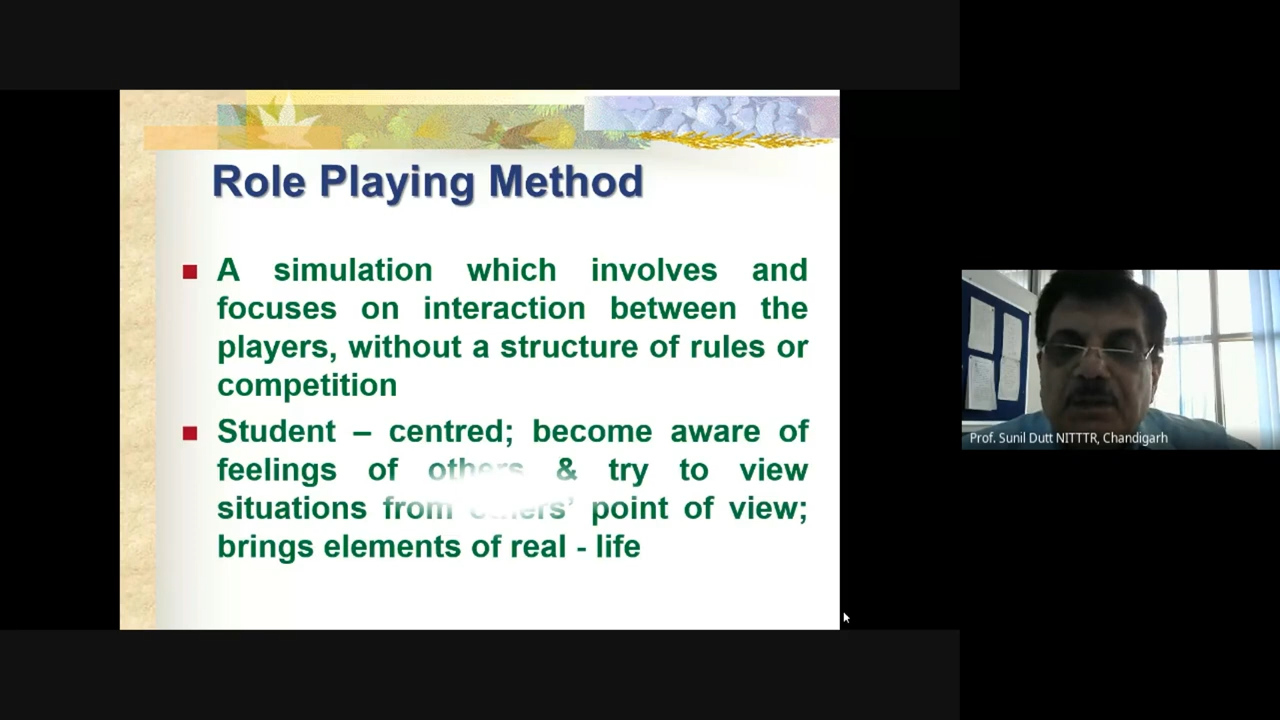 Role Playing Method
A simulation which involves and
focuses on interaction between the
players, without a structure of rules or
competition
Student – centred; become aware of
feelings of others & try to view
situations from others’ point of view;
brings elements of real - life
Prof. Sunil Dutt NITTTR, Chandigarh